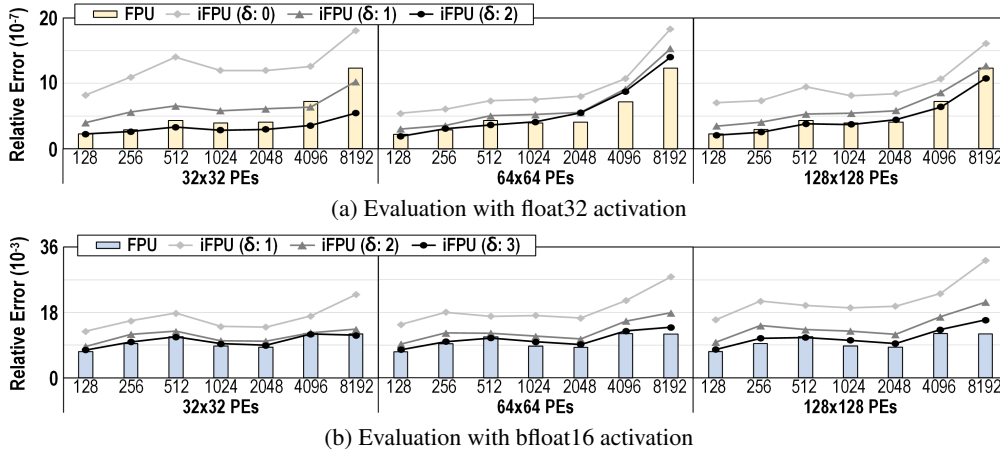 FPU iFPU (δ: 0) iFPU (δ: 1) iFPU (δ: 2)
Relative Error (10⁻⁷)
20
10
0
128 256 512 1024 2048 4096 8192 128 256 512 1024 2048 4096 8192 128 256 512 1024 2048 4096 8192
32x32 PEs 64x64 PEs 128x128 PEs
(a) Evaluation with float32 activation
FPU iFPU (δ: 1) iFPU (δ: 2) iFPU (δ: 3)
Relative Error (10⁻³)
36
18
0
128 256 512 1024 2048 4096 8192 128 256 512 1024 2048 4096 8192 128 256 512 1024 2048 4096 8192
32x32 PEs 64x64 PEs 128x128 PEs
(b) Evaluation with bfloat16 activation